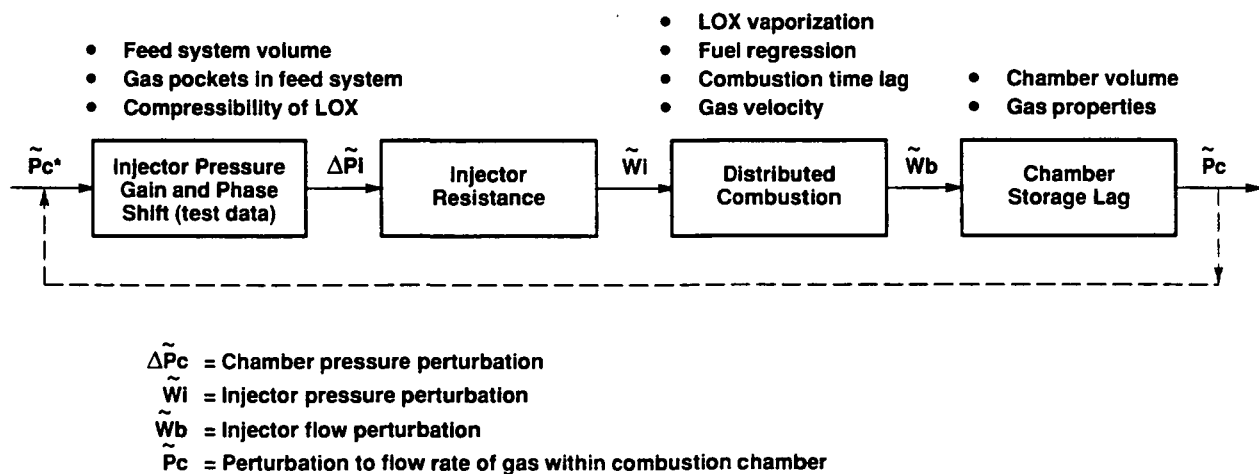 • LOX vaporization
• Feed system volume
• Fuel regression
• Gas pockets in feed system
• Combustion time lag
• Chamber volume
• Compressibility of LOX
• Gas velocity
• Gas properties
P̃c*
Injector Pressure
Gain and Phase
Shift (test data)
ΔP̃i
Injector
Resistance
W̃i
Distributed
Combustion
W̃b
Chamber
Storage Lag
P̃c
ΔP̃c = Chamber pressure perturbation
W̃i = Injector pressure perturbation
W̃b = Injector flow perturbation
P̃c = Perturbation to flow rate of gas within combustion chamber